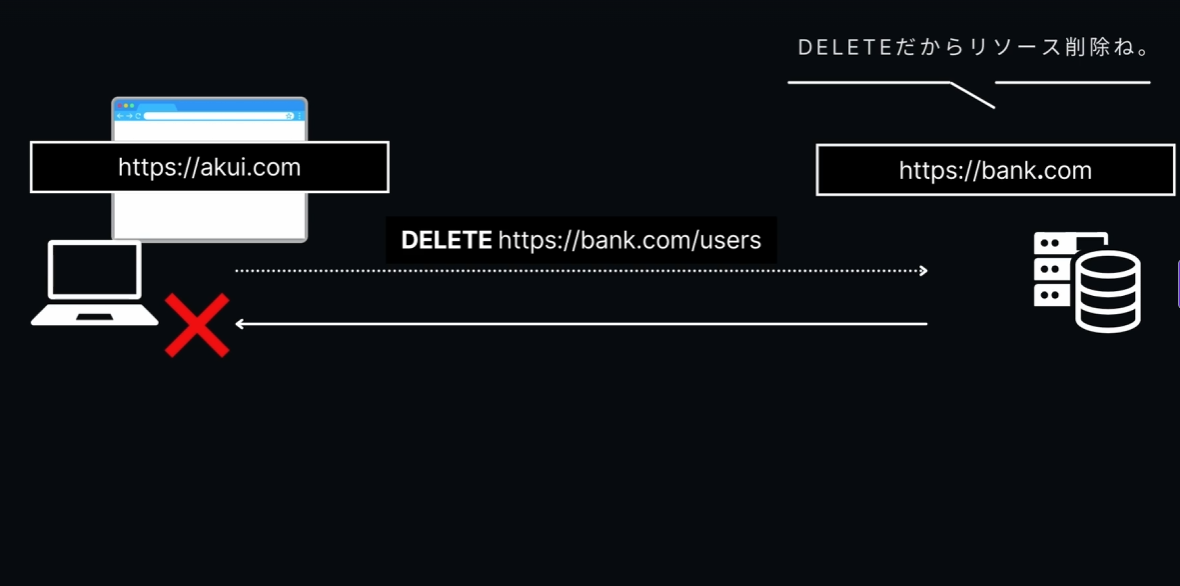 DELETEだからリソース削除ね。
https://akui.com
https://bank.com
DELETE https://bank.com/users